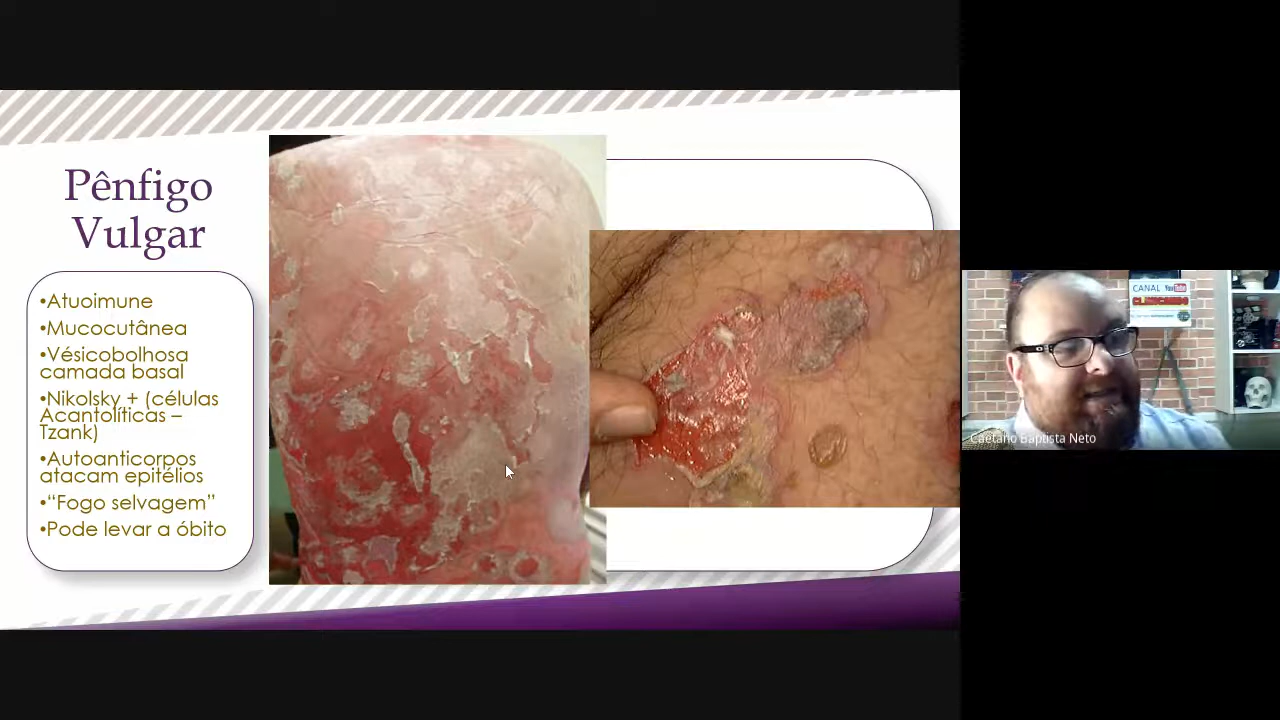 Pênfigo
Vulgar
•Atuoimune
•Mucocutânea
•Vésicobolhosa
camada basal
•Nikolsky + (células
Acantolíticas –
Tzank)
•Autoanticorpos
atacam epitélios
•“Fogo selvagem”
•Pode levar a óbito
CANAL YouTube
Caetano Baptista Neto